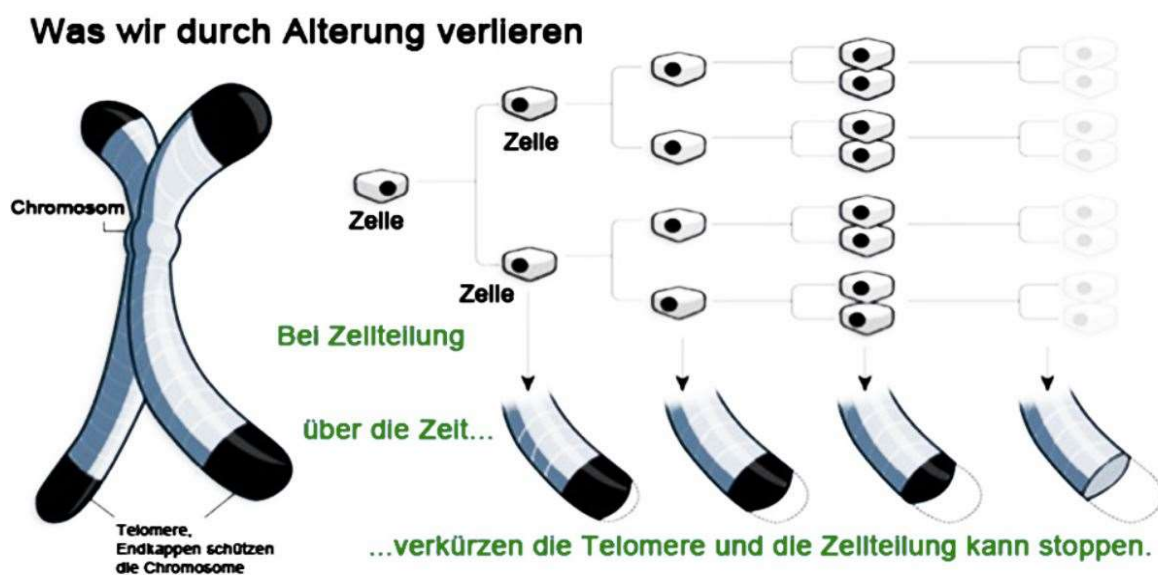 Was wir durch Alterung verlieren
Chromosom
Zelle
Zelle
Zelle
Bei Zellteilung
über die Zeit...
Telomere,
Endkappen schützen
die Chromosome
...verkürzen die Telomere und die Zellteilung kann stoppen.